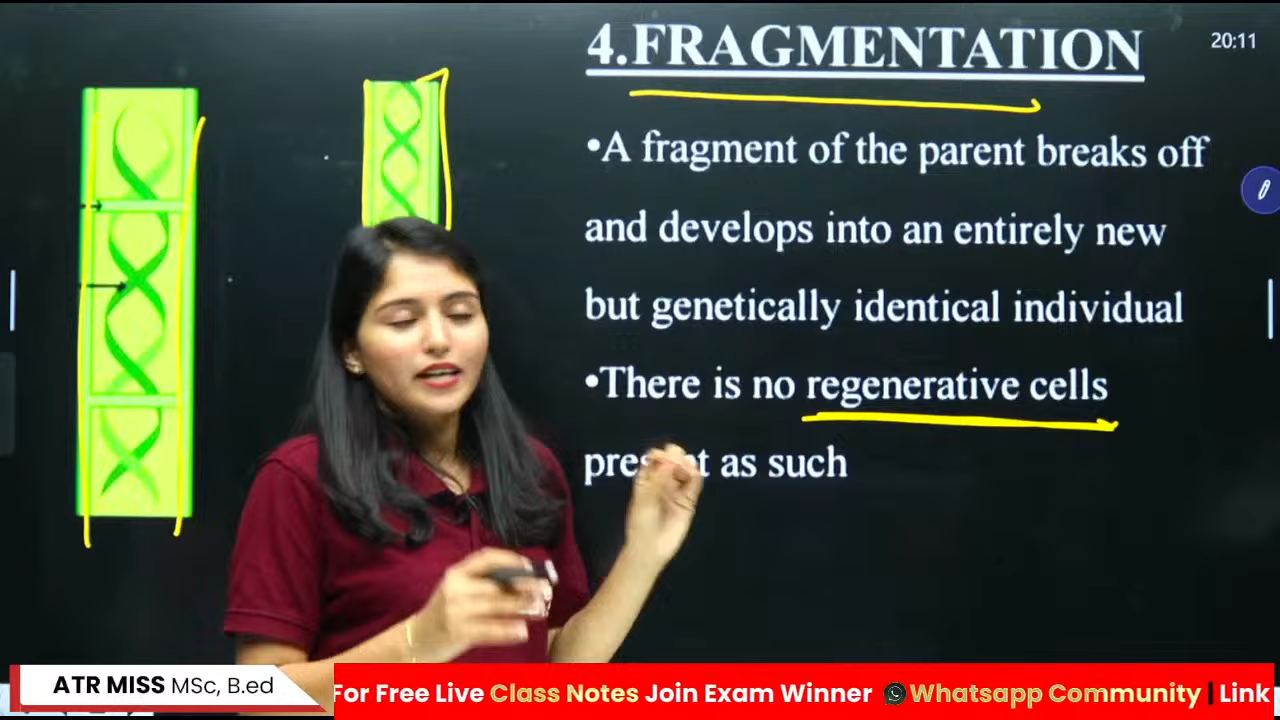 4.FRAGMENTATION
20:11
•A fragment of the parent breaks off
and develops into an entirely new
but genetically identical individual
•There is no regenerative cells
present as such
ATR MISS MSc, B.ed
For Free Live Class Notes Join Exam Winner Whatsapp Community | Link